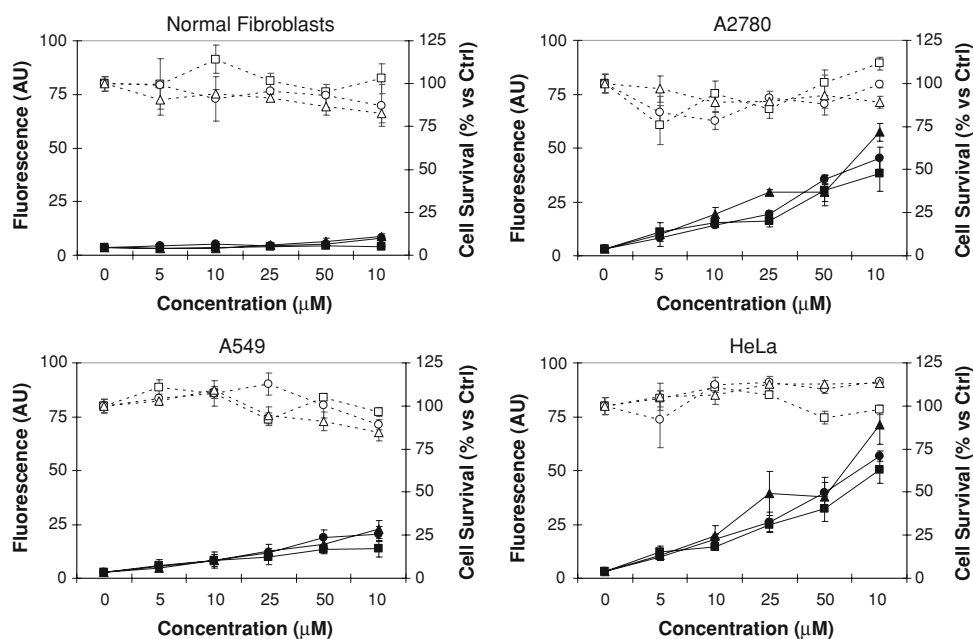 Normal Fibroblasts
100
75
50
25
0
Fluorescence (AU)
125
100
75
50
25
0
Cell Survival (% vs Ctrl)
0 5 10 25 50 10
Concentration (μM)
A2780
100
75
50
25
0
Fluorescence (AU)
125
100
75
50
25
0
Cell Survival (% vs Ctrl)
0 5 10 25 50 10
Concentration (μM)
A549
100
75
50
25
0
Fluorescence (AU)
125
100
75
50
25
0
Cell Survival (% vs Ctrl)
0 5 10 25 50 10
Concentration (μM)
HeLa
100
75
50
25
0
Fluorescence (AU)
125
100
75
50
25
0
Cell Survival (% vs Ctrl)
0 5 10 25 50 10
Concentration (μM)